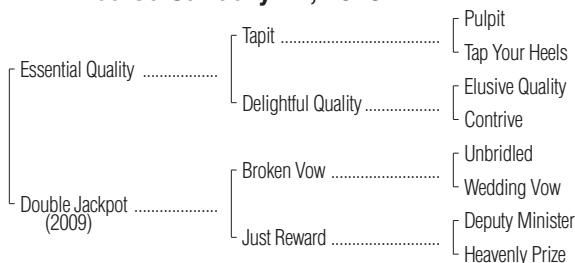 Pulpit
Tapit
Tap Your Heels
Essential Quality
Elusive Quality
Delightful Quality
Contrive
Unbridled
Broken Vow
Wedding Vow
Double Jackpot
(2009)
Deputy Minister
Just Reward
Heavenly Prize